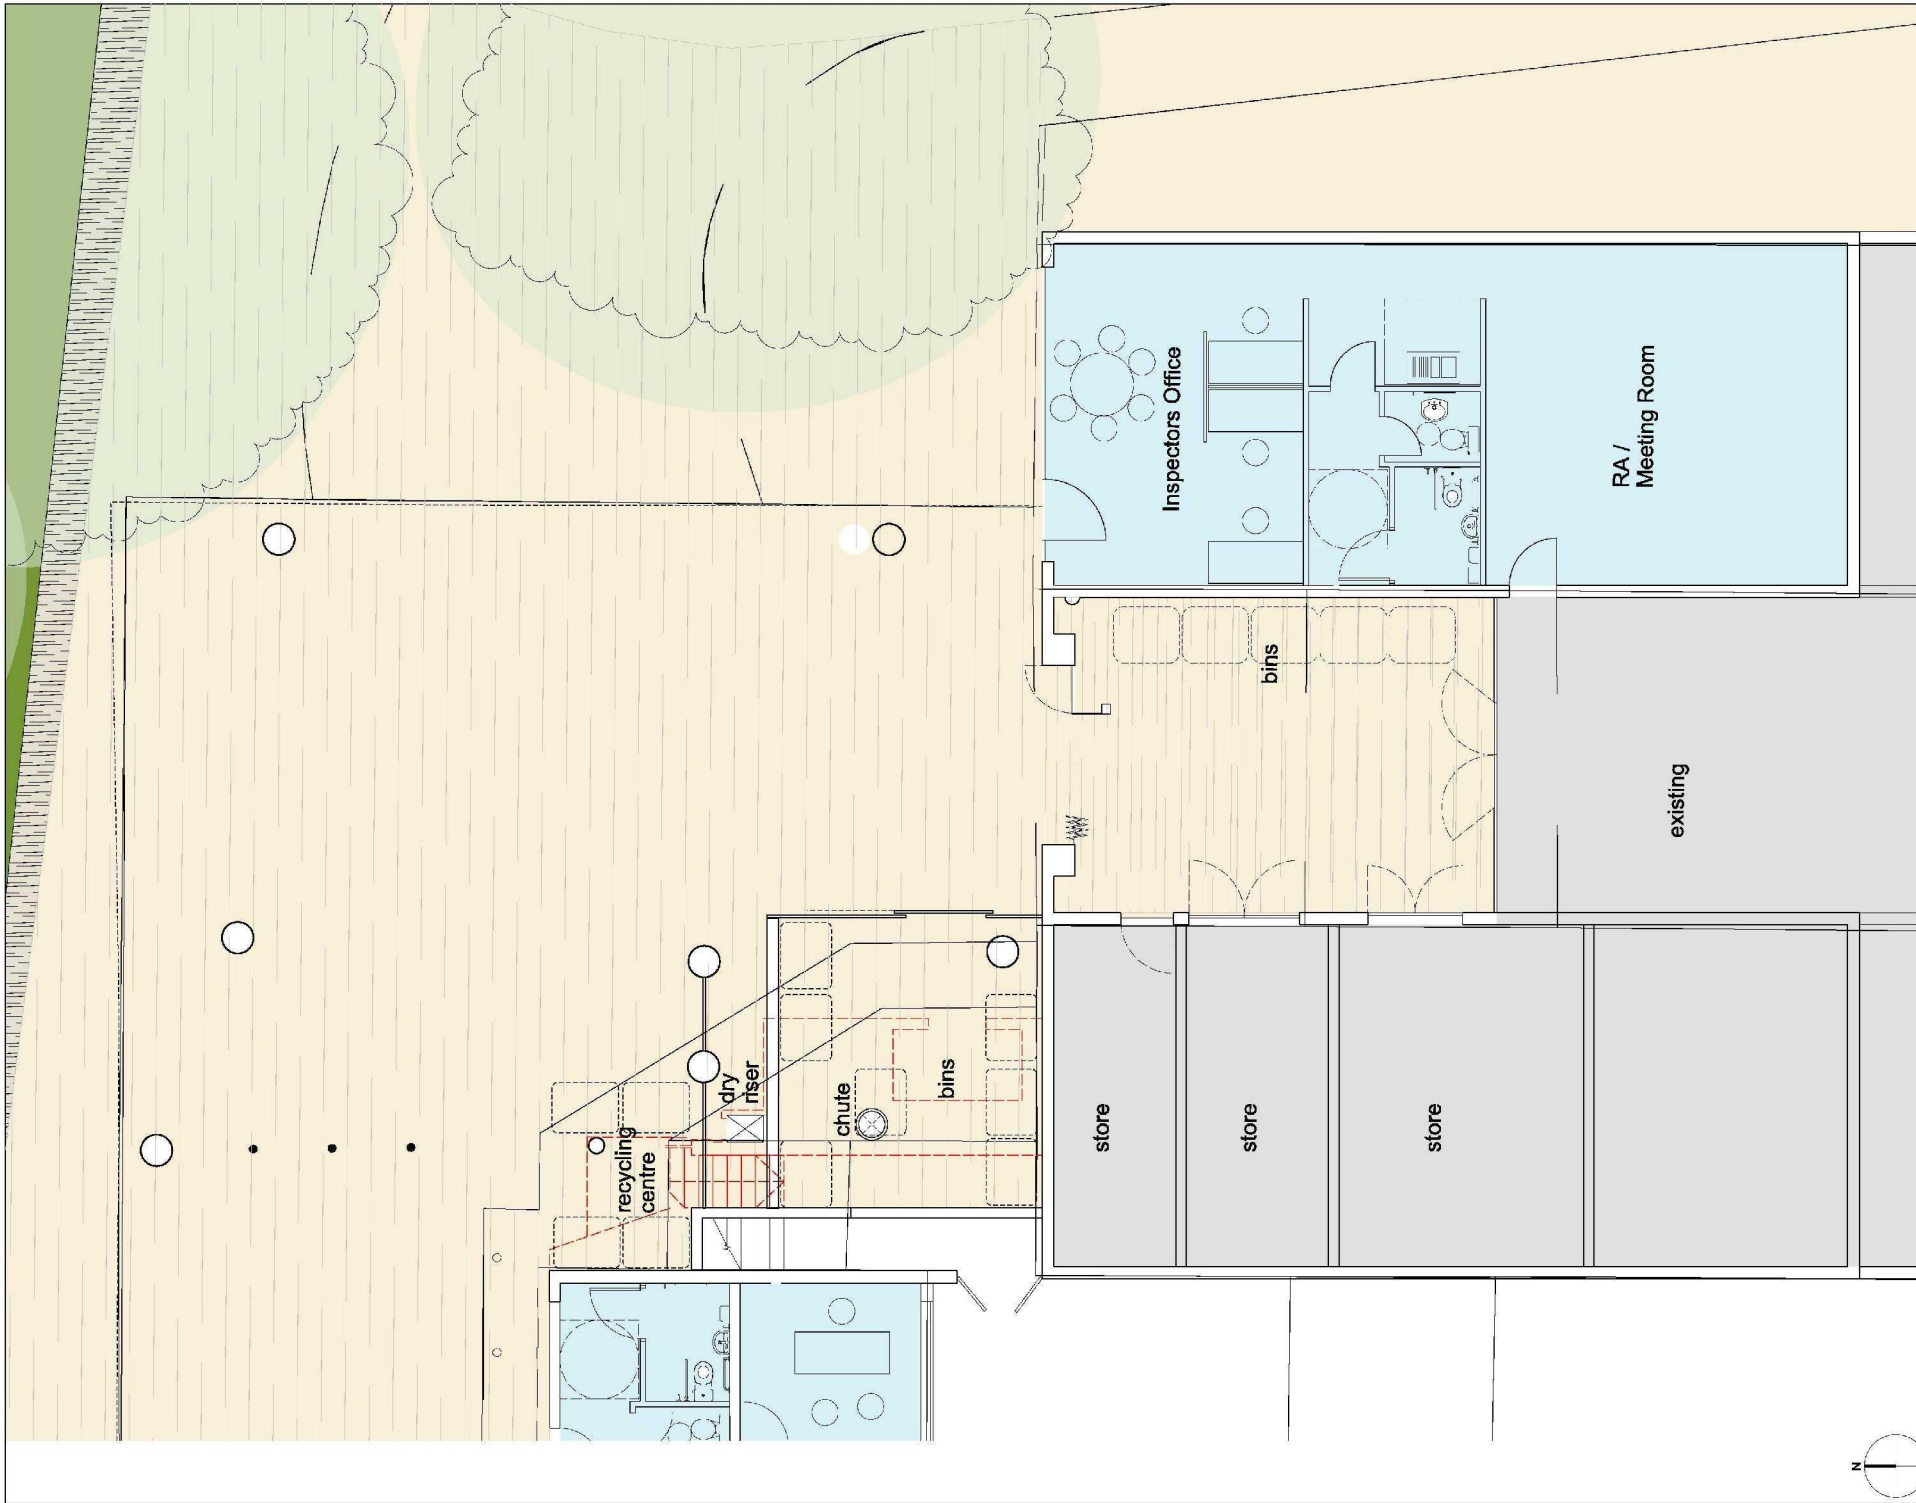 Inspectors Office
RA /
Meeting Room
bins
existing
dry
riser
chute
bins
recycling
centre
store
store
store
N